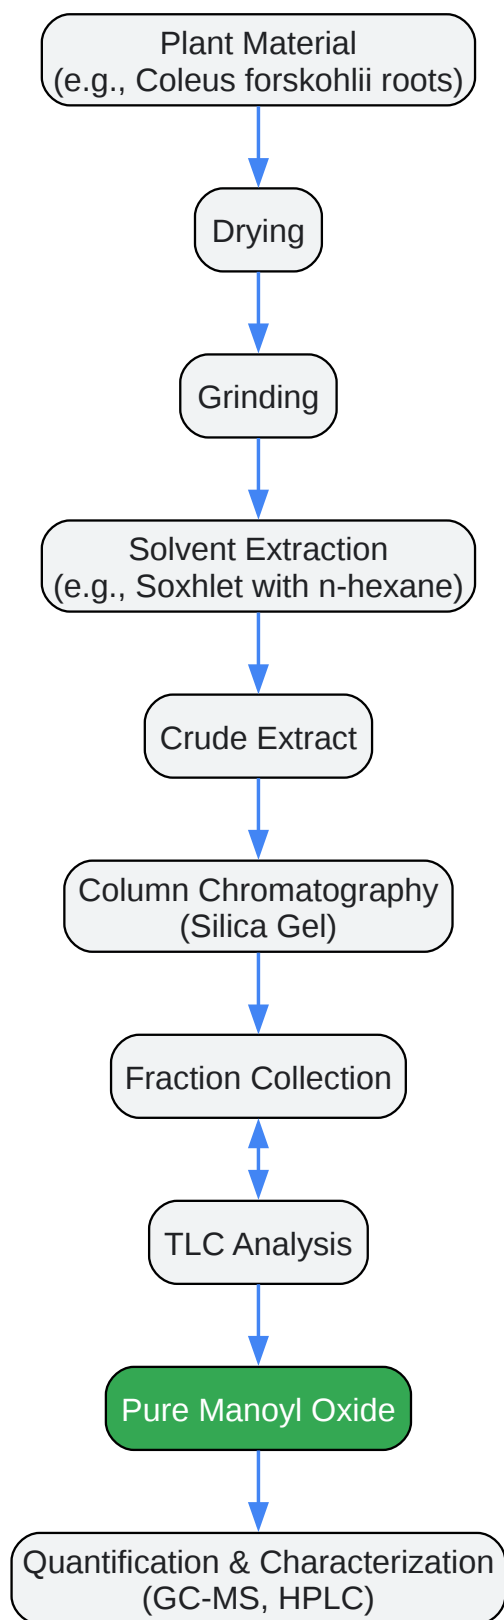 Plant Material
(e.g., Coleus forskohlii roots)
Drying
Grinding
Solvent Extraction
(e.g., Soxhlet with n-hexane)
Crude Extract
Column Chromatography
(Silica Gel)
Fraction Collection
TLC Analysis
Pure Manoyl Oxide
Quantification & Characterization
(GC-MS, HPLC)